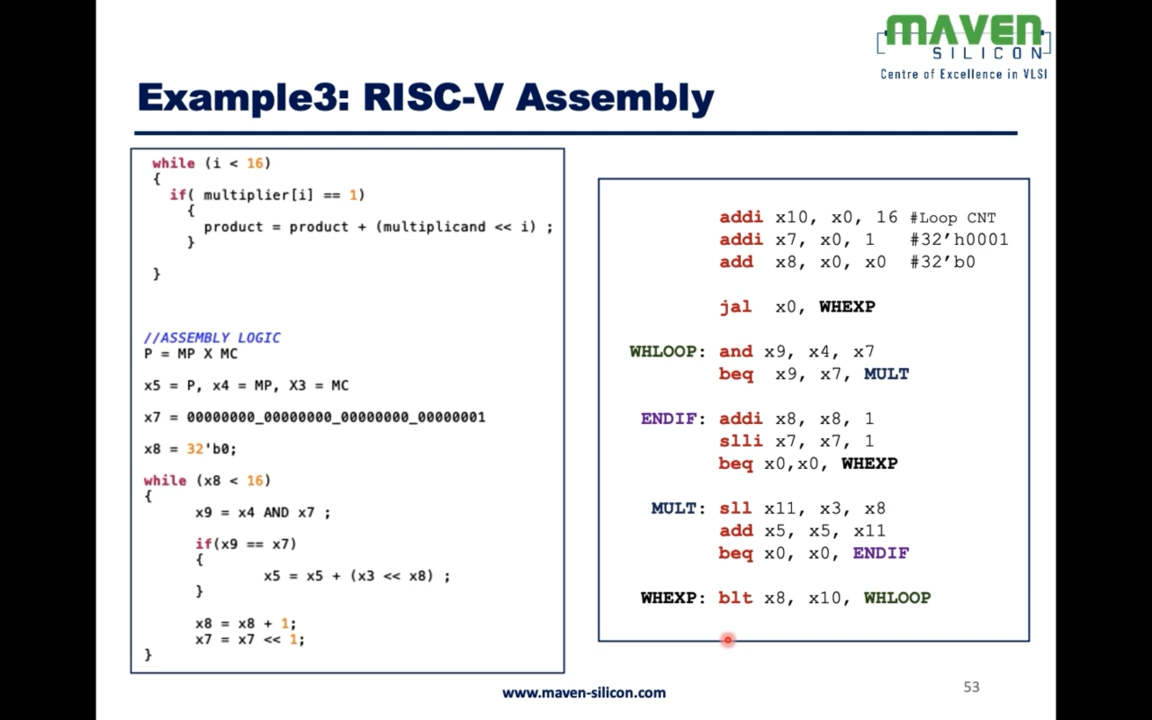 MAVEN
SILICON
Centre of Excellence in VLSI
Example3: RISC-V Assembly
while (i < 16)
{
if( multiplier[i] == 1)
{
product = product + (multiplicand << i) ;
}
}
//ASSEMBLY LOGIC
P = MP X MC
x5 = P, x4 = MP, X3 = MC
x7 = 00000000_00000000_00000000_00000001
x8 = 32'b0;
while (x8 < 16)
{
x9 = x4 AND x7 ;
if(x9 == x7)
{
x5 = x5 + (x3 << x8) ;
}
x8 = x8 + 1;
x7 = x7 << 1;
}
addi x10, x0, 16 #Loop CNT
addi x7, x0, 1 #32’h0001
add x8, x0, x0 #32’b0
jal x0, WHEXP
WHLOOP: and x9, x4, x7
beq x9, x7, MULT
ENDIF: addi x8, x8, 1
slli x7, x7, 1
beq x0,x0, WHEXP
MULT: sll x11, x3, x8
add x5, x5, x11
beq x0, x0, ENDIF
WHEXP: blt x8, x10, WHLOOP
www.maven-silicon.com
53